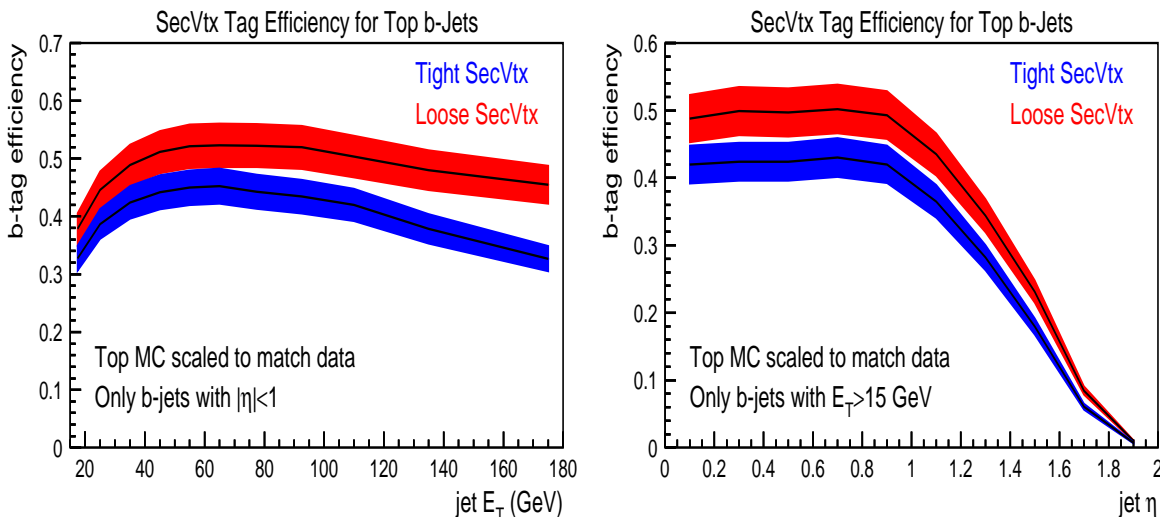 SecVtx Tag Efficiency for Top b-Jets
b-tag efficiency
0.7
0.6
0.5
0.4
0.3
0.2
0.1
0
Tight SecVtx
Loose SecVtx
Top MC scaled to match data
Only b-jets with |η|<1
20 40 60 80 100 120 140 160 180
jet E_T (GeV)
SecVtx Tag Efficiency for Top b-Jets
b-tag efficiency
0.6
0.5
0.4
0.3
0.2
0.1
0
Tight SecVtx
Loose SecVtx
Top MC scaled to match data
Only b-jets with E_T>15 GeV
0 0.2 0.4 0.6 0.8 1 1.2 1.4 1.6 1.8 2
jet η